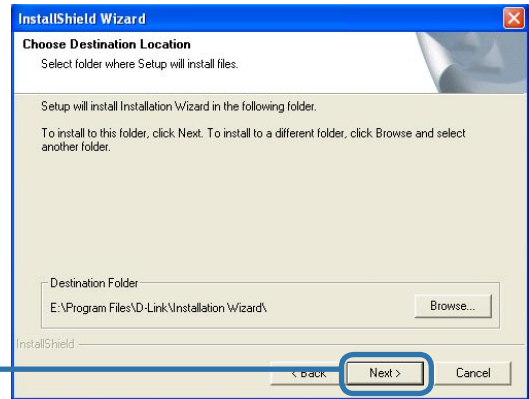 InstallShield Wizard
Choose Destination Location
Select folder where Setup will install files.
Setup will install Installation Wizard in the following folder.
To install to this folder, click Next. To install to a different folder, click Browse and select
another folder.
Destination Folder
E:\Program Files\D-Link\Installation Wizard\
Browse...
InstallShield
< Back
Next >
Cancel